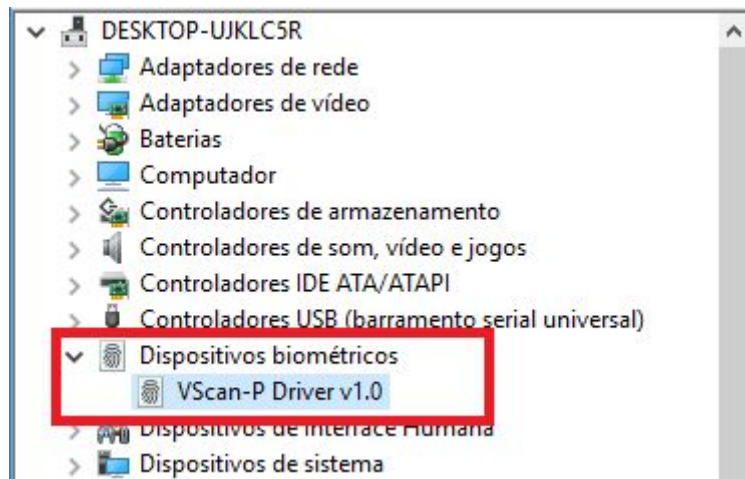 DESKTOP-UJKLC5R
Adaptadores de rede
Adaptadores de vídeo
Baterias
Computador
Controladores de armazenamento
Controladores de som, vídeo e jogos
Controladores IDE ATA/ATAPI
Controladores USB (barramento serial universal)
Dispositivos biométricos
VScan-P Driver v1.0
Dispositivos de Interface Humana
Dispositivos de sistema